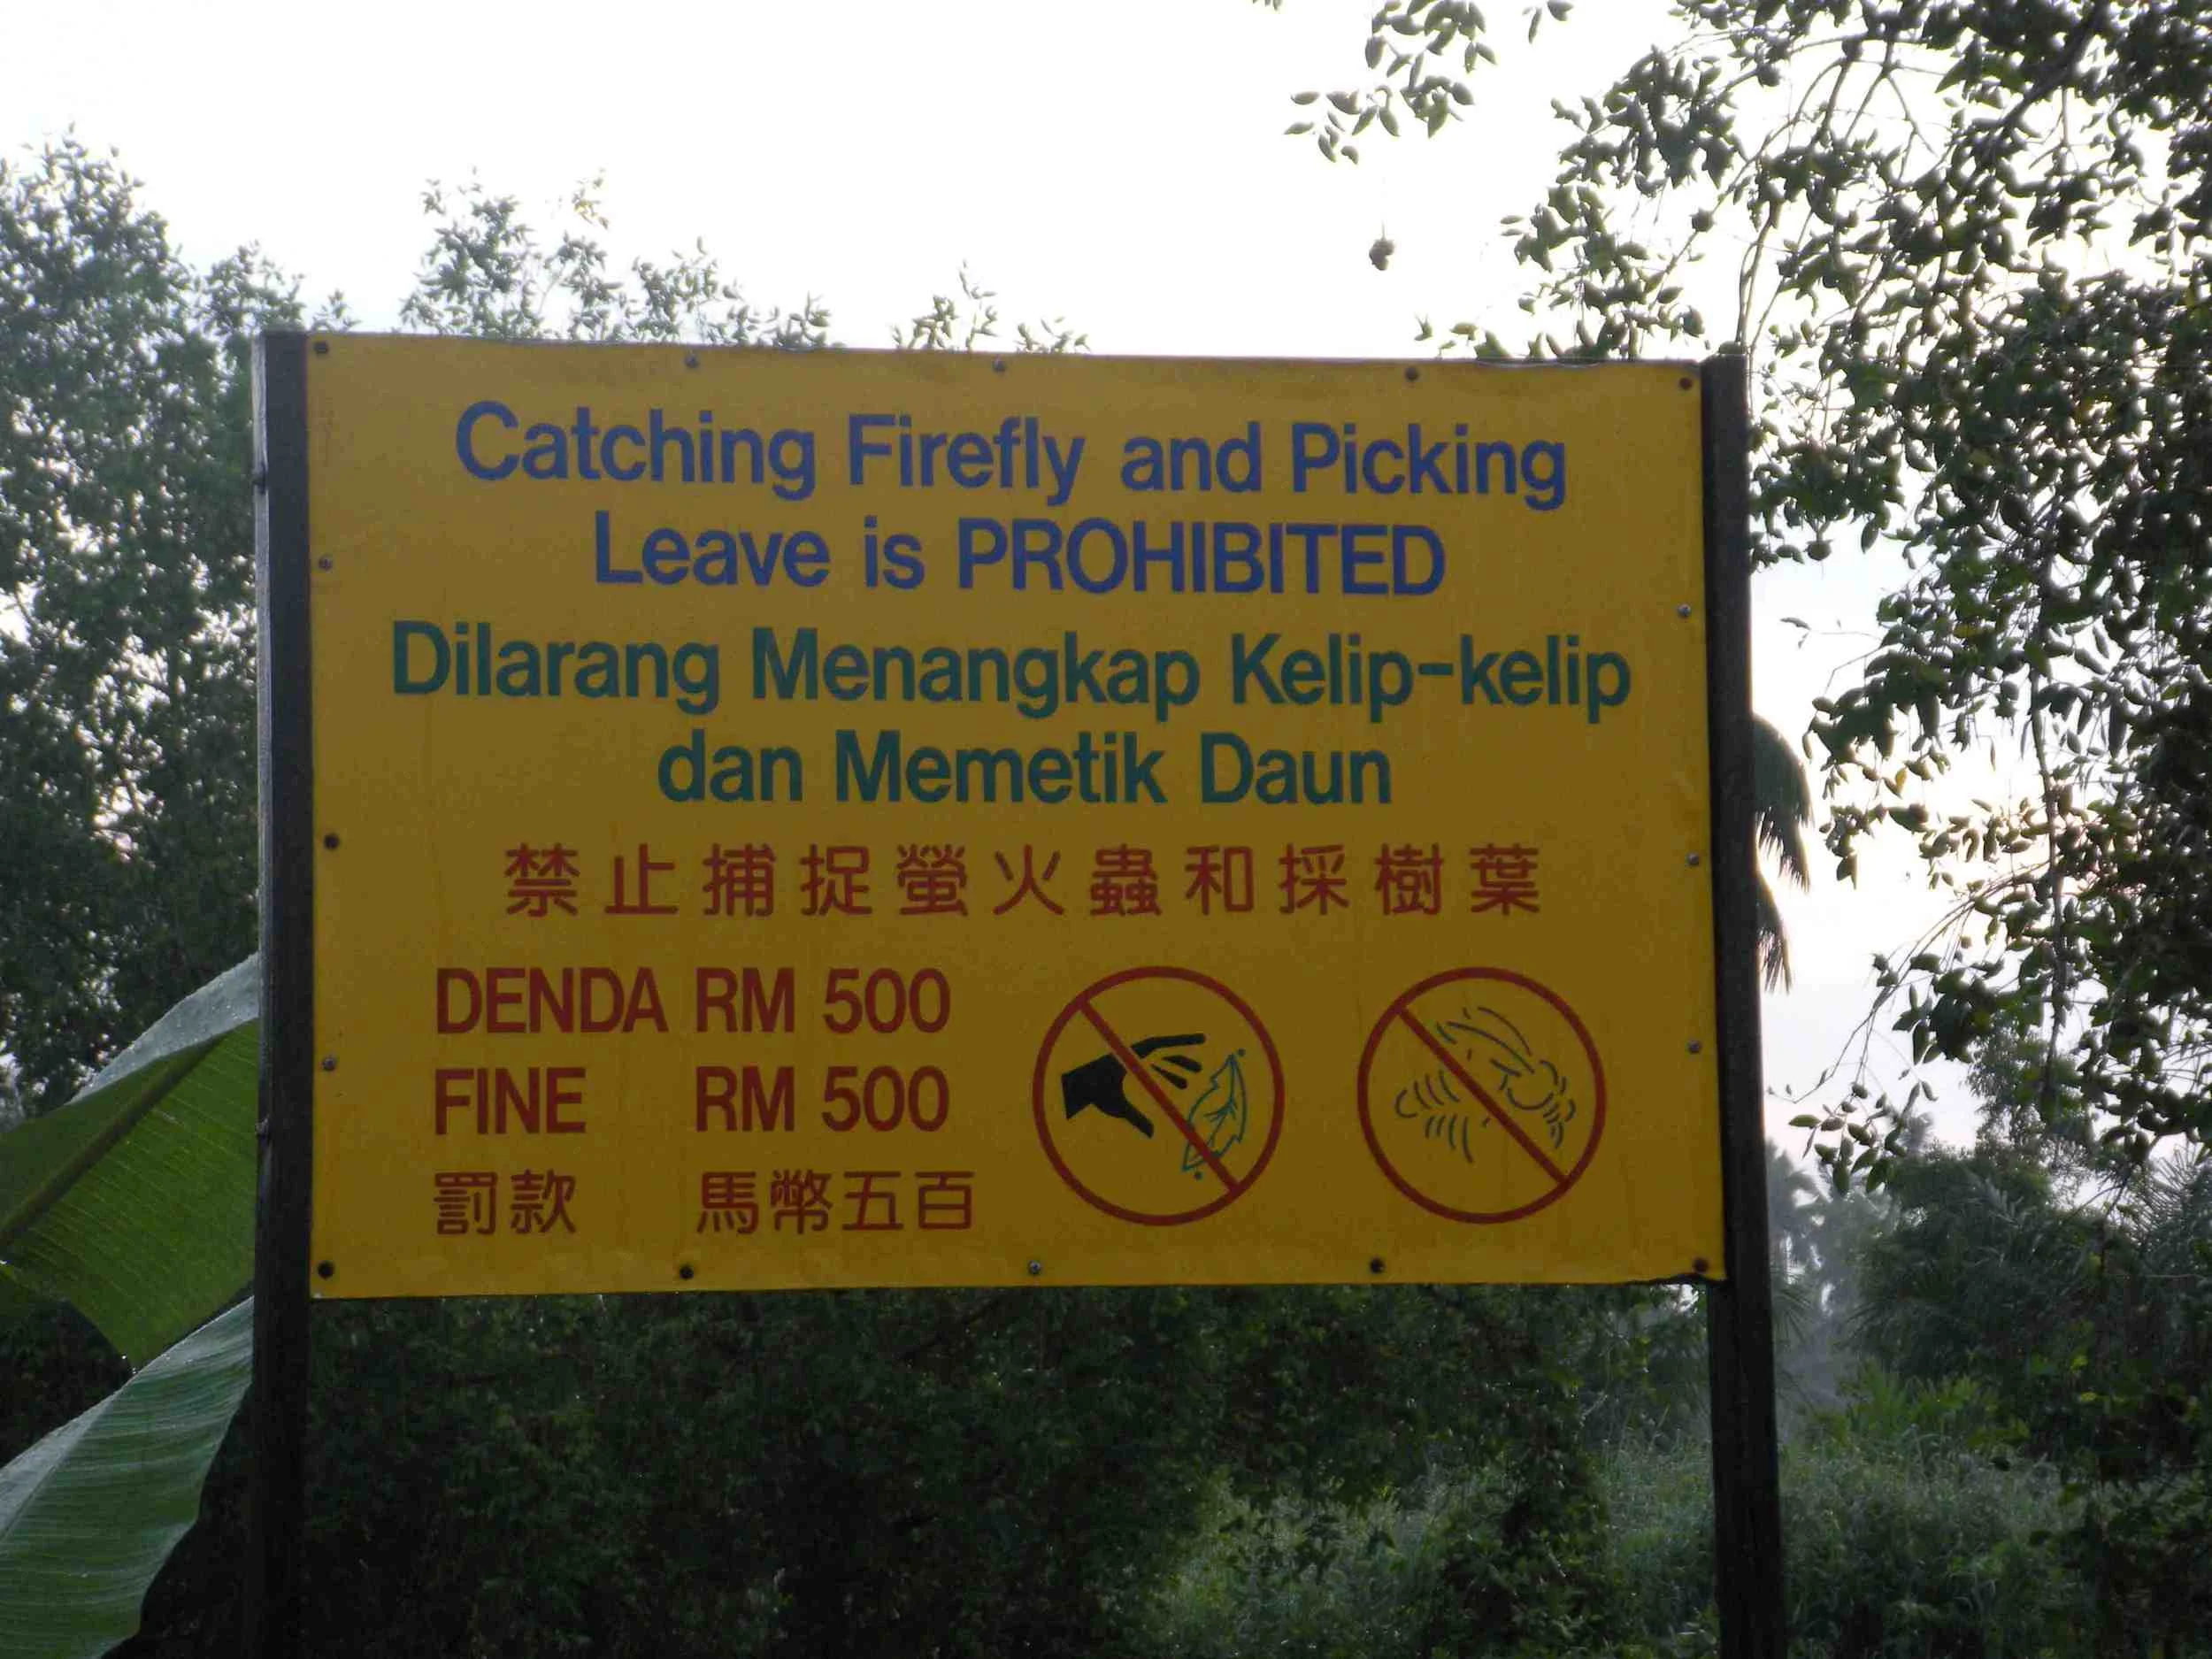 Catching Firefly and Picking
Leave is PROHIBITED
Dilarang Menangkap Kelip-kelip
dan Memetik Daun
禁止捕捉螢火蟲和採樹葉
DENDA RM 500
FINE RM 500
罰款 馬幣五百